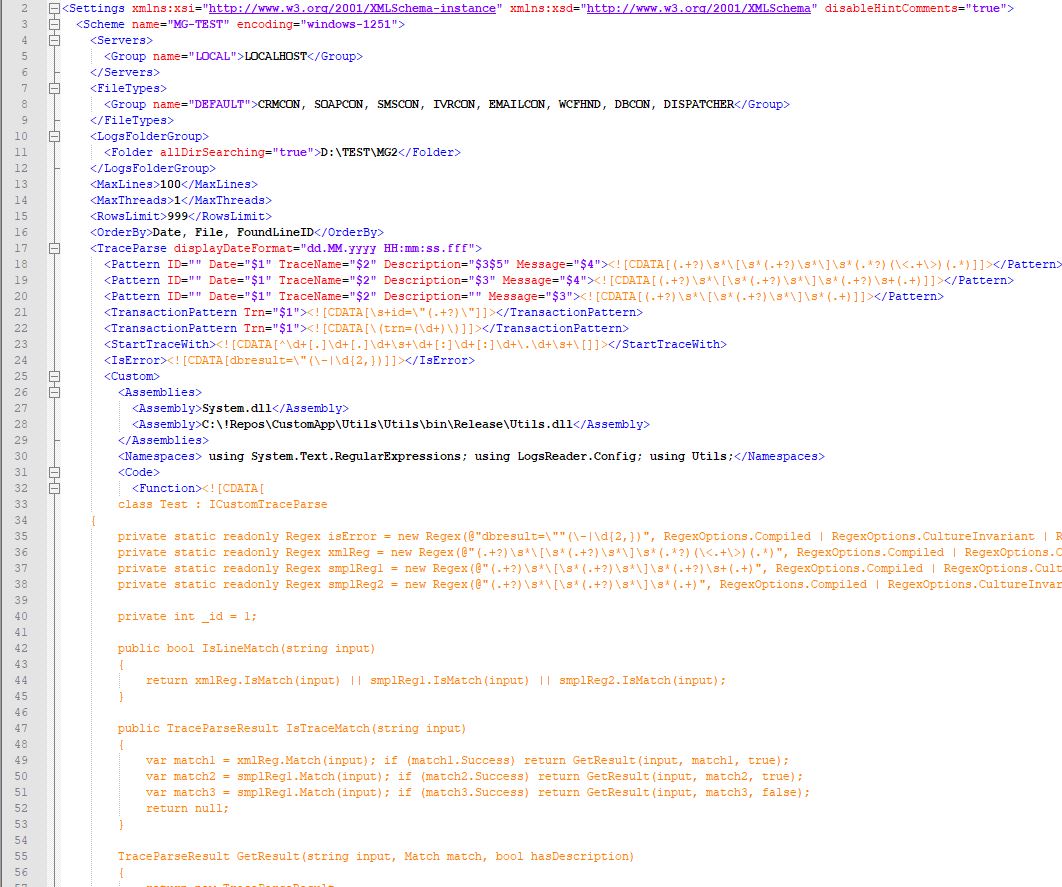 2 <Settings xmlns:xsi="http://www.w3.org/2001/XMLSchema-instance" xmlns:xsd="http://www.w3.org/2001/XMLSchema" disableHintComments="true">
3 <Scheme name="MG-TEST" encoding="windows-1251">
4 <Servers>
5 <Group name="LOCAL">LOCALHOST</Group>
6 </Servers>
7 <FileTypes>
8 <Group name="DEFAULT">CRMCON, SOAPCON, SMSCON, IVRCON, EMAILCON, WCFHND, DBCON, DISPATCHER</Group>
9 </FileTypes>
10 <LogsFolderGroup>
11 <Folder allDirSearching="true">D:\TEST\MG2</Folder>
12 </LogsFolderGroup>
13 <MaxLines>100</MaxLines>
14 <MaxThreads>1</MaxThreads>
15 <RowsLimit>999</RowsLimit>
16 <OrderBy>Date, File, FoundLineID</OrderBy>
17 <TraceParse displayDateFormat="dd.MM.yyyy HH:mm:ss.fff">
18 <Pattern ID="" Date="$1" TraceName="$2" Description="$3$5" Message="$4"><![CDATA[(.+?)\s*\[\s*(.+?)\s*\]\s*(.*?)(\<.+\>)(.*)]]></Pattern>
19 <Pattern ID="" Date="$1" TraceName="$2" Description="$3" Message="$4"><![CDATA[(.+?)\s*\[\s*(.+?)\s*\]\s*(.+?)\s+(.+)]]></Pattern>
20 <Pattern ID="" Date="$1" TraceName="$2" Description="" Message="$3"><![CDATA[(.+?)\s*\[\s*(.+?)\s*\]\s*(.+)]]></Pattern>
21 <TransactionPattern Trn="$1"><![CDATA[\s+id=\"(.+?)\"]]></TransactionPattern>
22 <TransactionPattern Trn="$1"><![CDATA[\(trn=(\d+)\)]]></TransactionPattern>
23 <StartTraceWith><![CDATA[^\d+[.]\d+[.]\d+\s+\d+[:]\d+[:]\d+\.\d+\s+\[]]></StartTraceWith>
24 <IsError><![CDATA[dbresult=\"(\-|\d{2,})]]></IsError>
25 <Custom>
26 <Assemblies>
27 <Assembly>System.dll</Assembly>
28 <Assembly>C:\!Repos\CustomApp\Utils\Utils\bin\Release\Utils.dll</Assembly>
29 </Assemblies>
30 <Namespaces> using System.Text.RegularExpressions; using LogsReader.Config; using Utils;</Namespaces>
31 <Code>
32 <Function><![CDATA[
33 class Test : ICustomTraceParse
34 {
35 private static readonly Regex isError = new Regex(@"dbresult=\""(\-|\d{2,})", RegexOptions.Compiled | RegexOptions.CultureInvariant | R
36 private static readonly Regex xmlReg = new Regex(@"(.+?)\s*\[\s*(.+?)\s*\]\s*(.*?)(\<.+\>)(.*)", RegexOptions.Compiled | RegexOptions.C
37 private static readonly Regex smplReg1 = new Regex(@"(.+?)\s*\[\s*(.+?)\s*\]\s*(.+?)\s+(.+)", RegexOptions.Compiled | RegexOptions.Cult
38 private static readonly Regex smplReg2 = new Regex(@"(.+?)\s*\[\s*(.+?)\s*\]\s*(.+)", RegexOptions.Compiled | RegexOptions.CultureInvar
39
40 private int _id = 1;
41
42 public bool IsLineMatch(string input)
43 {
44 return xmlReg.IsMatch(input) || smplReg1.IsMatch(input) || smplReg2.IsMatch(input);
45 }
46
47 public TraceParseResult IsTraceMatch(string input)
48 {
49 var match1 = xmlReg.Match(input); if (match1.Success) return GetResult(input, match1, true);
50 var match2 = smplReg1.Match(input); if (match2.Success) return GetResult(input, match2, true);
51 var match3 = smplReg1.Match(input); if (match3.Success) return GetResult(input, match3, false);
52 return null;
53 }
54
55 TraceParseResult GetResult(string input, Match match, bool hasDescription)
56 {